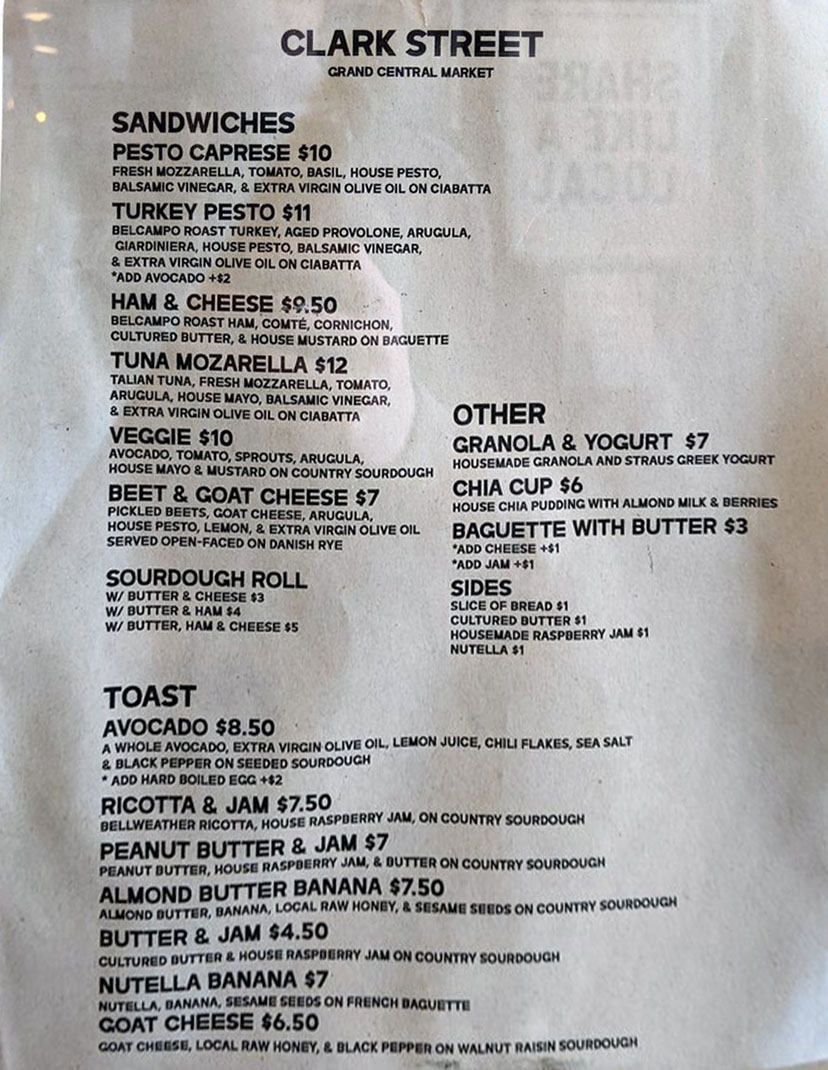 CLARK STREET
GRAND CENTRAL MARKET
SANDWICHES
PESTO CAPRESE $10
FRESH MOZZARELLA, TOMATO, BASIL, HOUSE PESTO,
BALSAMIC VINEGAR, & EXTRA VIRGIN OLIVE OIL ON CIABATTA
TURKEY PESTO $11
BELCAMPO ROAST TURKEY, AGED PROVOLONE, ARUGULA,
GIARDINIERA, HOUSE PESTO, BALSAMIC VINEGAR,
& EXTRA VIRGIN OLIVE OIL ON CIABATTA
*ADD AVOCADO +$2
HAM & CHEESE $9.50
BELCAMPO ROAST HAM, COMTÉ, CORNICHON,
CULTURED BUTTER, & HOUSE MUSTARD ON BAGUETTE
TUNA MOZARELLA $12
TALIAN TUNA, FRESH MOZZARELLA, TOMATO,
ARUGULA, HOUSE MAYO, BALSAMIC VINEGAR,
& EXTRA VIRGIN OLIVE OIL ON CIABATTA
VEGGIE $10
AVOCADO, TOMATO, SPROUTS, ARUGULA,
HOUSE MAYO & MUSTARD ON COUNTRY SOURDOUGH
BEET & GOAT CHEESE $7
PICKLED BEETS, GOAT CHEESE, ARUGULA,
HOUSE PESTO, LEMON, & EXTRA VIRGIN OLIVE OIL
SERVED OPEN-FACED ON DANISH RYE
SOURDOUGH ROLL
W/ BUTTER & CHEESE $3
W/ BUTTER & HAM $4
W/ BUTTER, HAM & CHEESE $5
OTHER
GRANOLA & YOGURT $7
HOUSEMADE GRANOLA AND STRAUS GREEK YOGURT
CHIA CUP $6
HOUSE CHIA PUDDING WITH ALMOND MILK & BERRIES
BAGUETTE WITH BUTTER $3
*ADD CHEESE +$1
*ADD JAM +$1
SIDES
SLICE OF BREAD $1
CULTURED BUTTER $1
HOUSEMADE RASPBERRY JAM $1
NUTELLA $1
TOAST
AVOCADO $8.50
A WHOLE AVOCADO, EXTRA VIRGIN OLIVE OIL, LEMON JUICE, CHILI FLAKES, SEA SALT
& BLACK PEPPER ON SEEDED SOURDOUGH
* ADD HARD BOILED EGG +$2
RICOTTA & JAM $7.50
BELLWEATHER RICOTTA, HOUSE RASPBERRY JAM, ON COUNTRY SOURDOUGH
PEANUT BUTTER & JAM $7
PEANUT BUTTER, HOUSE RASPBERRY JAM, & BUTTER ON COUNTRY SOURDOUGH
ALMOND BUTTER BANANA $7.50
ALMOND BUTTER, BANANA, LOCAL RAW HONEY, & SESAME SEEDS ON COUNTRY SOURDOUGH
BUTTER & JAM $4.50
CULTURED BUTTER & HOUSE RASPBERRY JAM ON COUNTRY SOURDOUGH
NUTELLA BANANA $7
NUTELLA, BANANA, SESAME SEEDS ON FRENCH BAGUETTE
GOAT CHEESE $6.50
GOAT CHEESE, LOCAL RAW HONEY, & BLACK PEPPER ON WALNUT RAISIN SOURDOUGH
SHARE
LIKE A
LOCAL